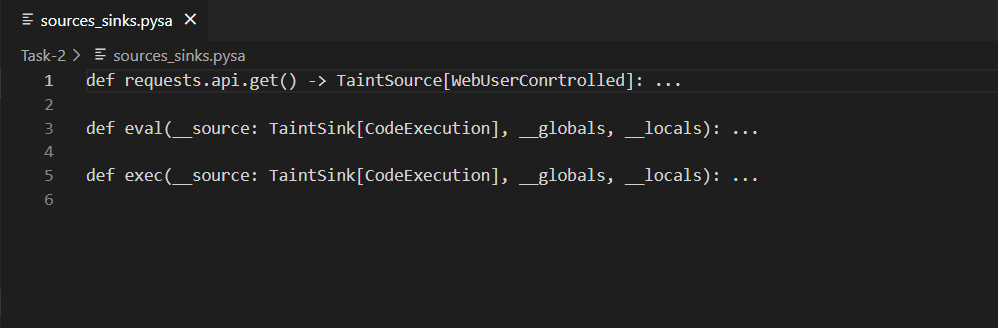 sources_sinks.pysa
Task-2 > sources_sinks.pysa
1 def requests.api.get() -> TaintSource[WebUserConrtrolled]: ...
2
3 def eval(__source: TaintSink[CodeExecution], __globals, __locals): ...
4
5 def exec(__source: TaintSink[CodeExecution], __globals, __locals): ...
6